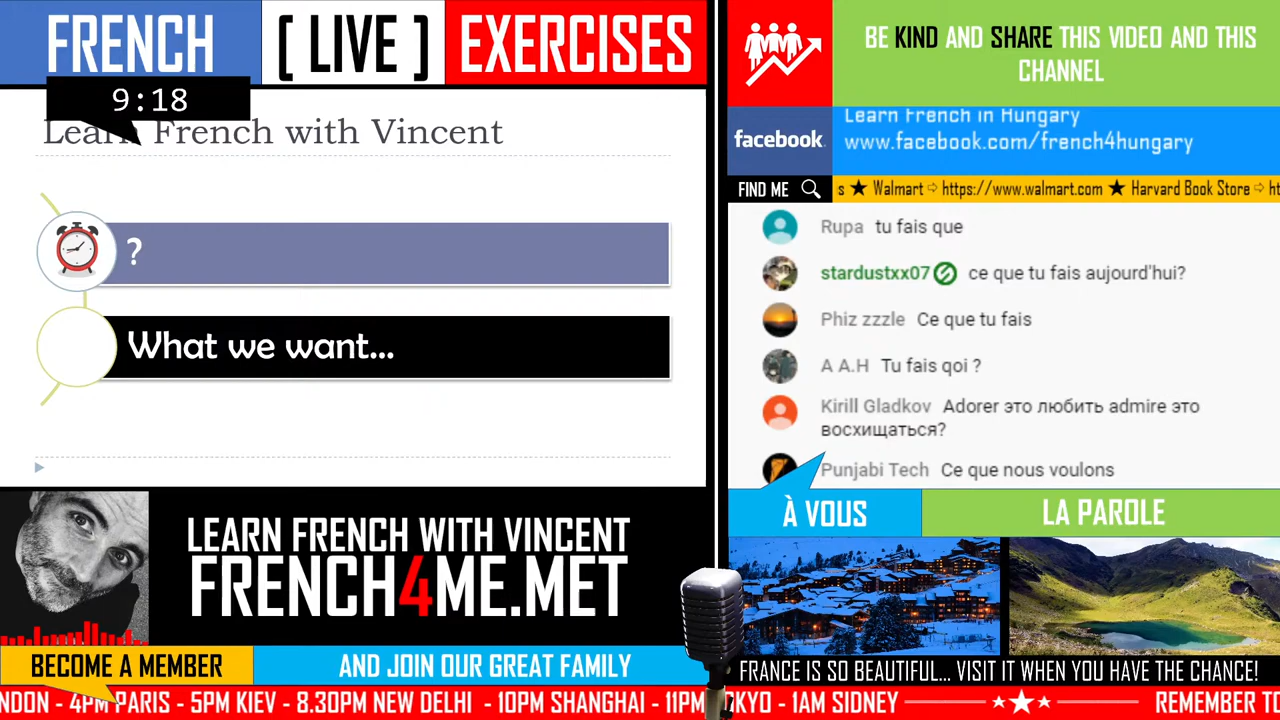 FRENCH [ LIVE ] EXERCISES
9:18
Learn French with Vincent
?
What we want...
LEARN FRENCH WITH VINCENT
FRENCH4ME.MET
BECOME A MEMBER
AND JOIN OUR GREAT FAMILY
BE KIND AND SHARE THIS VIDEO AND THIS
CHANNEL
facebook.
Learn French in Hungary
www.facebook.com/french4hungary
FIND ME
s ★ Walmart ⇨ https://www.walmart.com ★ Harvard Book Store ⇨ ht
Rupa tu fais que
stardustxx07 ce que tu fais aujourd'hui?
Phiz zzzle Ce que tu fais
A A.H Tu fais qoi ?
Kirill Gladkov Adorer это любить admire это
восхищаться?
Punjabi Tech Ce que nous voulons
À VOUS
LA PAROLE
FRANCE IS SO BEAUTIFUL... VISIT IT WHEN YOU HAVE THE CHANCE!
NDON - 4PM PARIS - 5PM KIEV - 8.30PM NEW DELHI - 10PM SHANGHAI - 11PM KYO - 1AM SIDNEY ★ REMEMBER TO